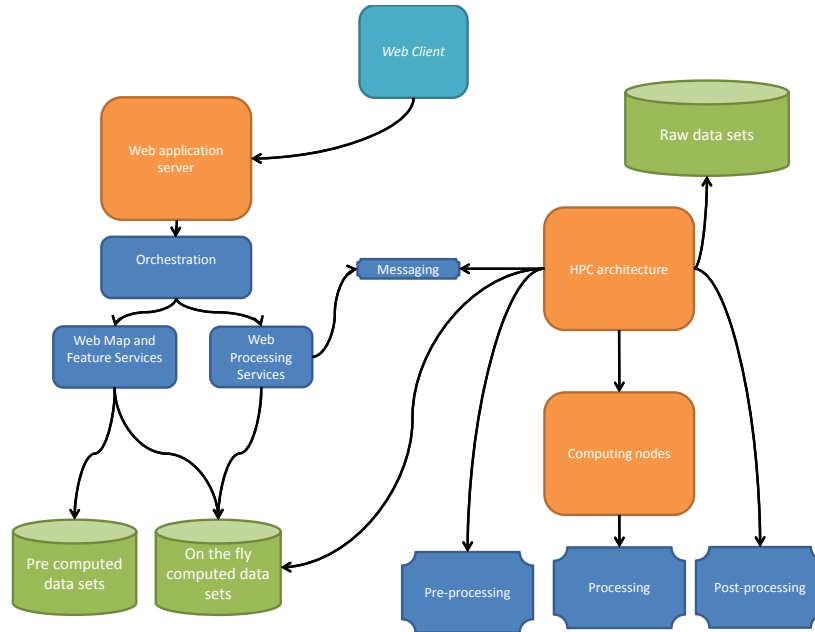 Web Client
Raw data sets
Web application
server
Orchestration
Messaging
HPC architecture
Web Map and
Feature Services
Web
Processing
Services
Computing nodes
Pre computed
data sets
On the fly
computed data
sets
Pre-processing
Processing
Post-processing